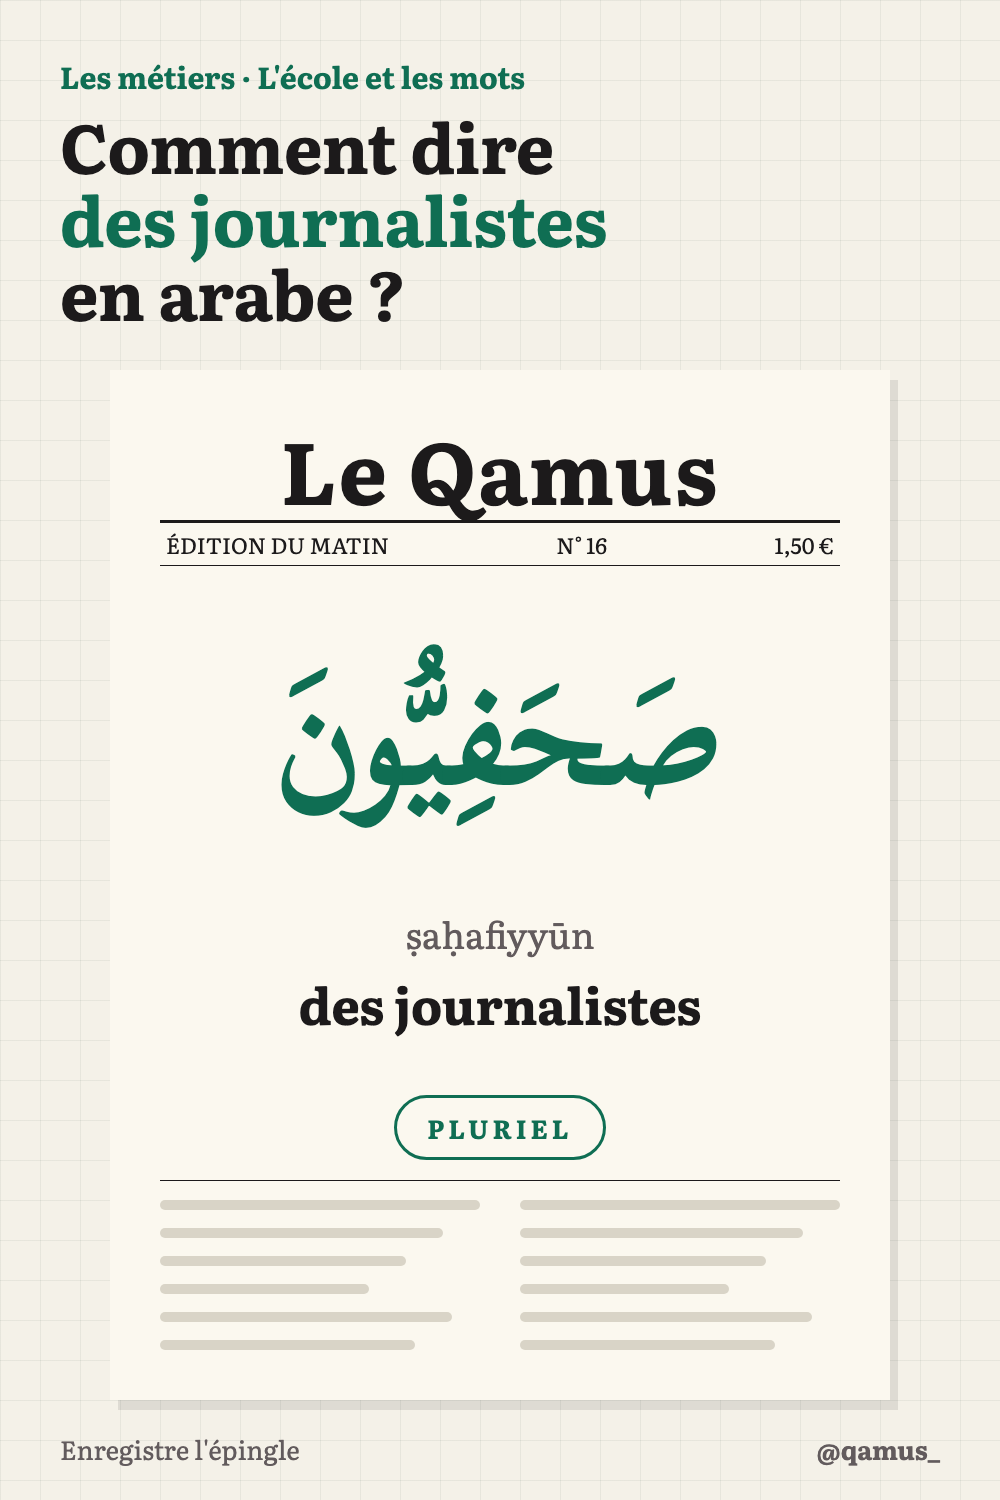 Les métiers · L'école et les mots
Comment dire
des journalistes
en arabe ?
Le Qamus
ÉDITION DU MATIN N° 16 1,50 €
صَحَفِيُّونَ
ṣaḥafiyyūn
des journalistes
PLURIEL
Enregistre l'épingle @qamus_